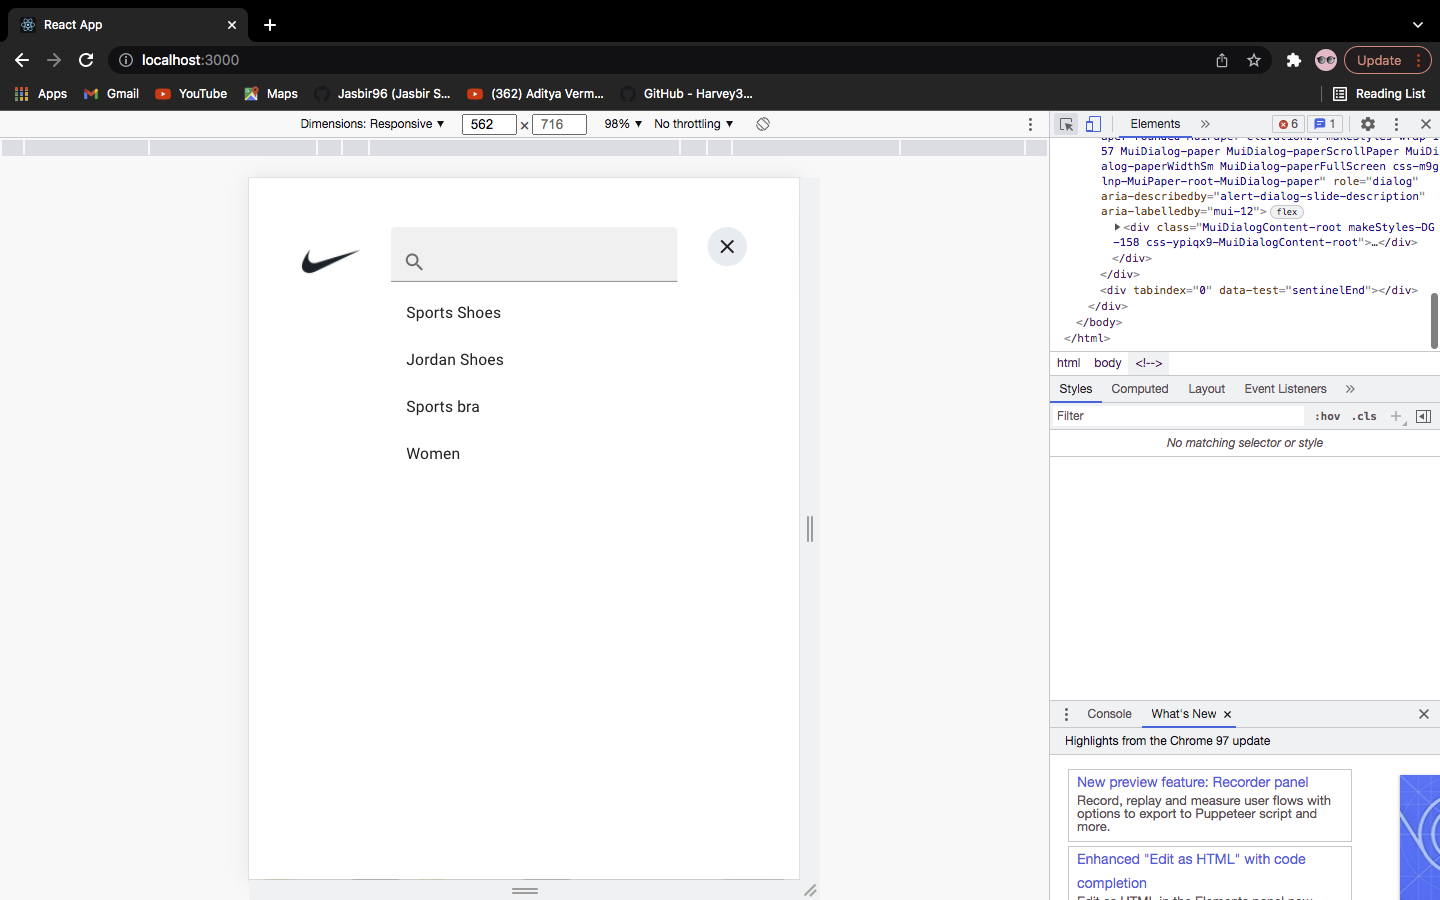 React App
localhost:3000
Update
Apps
Gmail
YouTube
Maps
Jasbir96 (Jasbir S...
(362) Aditya Verm...
GitHub - Harvey3...
Reading List
Dimensions: Responsive
562 × 716
98%
No throttling
Sports Shoes
Jordan Shoes
Sports bra
Women
Elements
6
1
57 MuiDialog-paper MuiDialog-paperScrollPaper MuiDi
alog-paperWidthSm MuiDialog-paperFullScreen css-m9g
lnp-MuiPaper-root-MuiDialog-paper" role="dialog"
aria-describedby="alert-dialog-slide-description"
aria-labelledby="mui-12"> flex
<div class="MuiDialogContent-root makeStyles-DG
-158 css-ypiqx9-MuiDialogContent-root">…</div>
</div>
</div>
<div tabindex="0" data-test="sentinelEnd"></div>
</div>
</body>
</html>
html body <!-->
Styles Computed Layout Event Listeners
Filter :hov .cls
No matching selector or style
Console What's New
Highlights from the Chrome 97 update
New preview feature: Recorder panel
Record, replay and measure user flows with
options to export to Puppeteer script and
more.
Enhanced "Edit as HTML" with code
completion